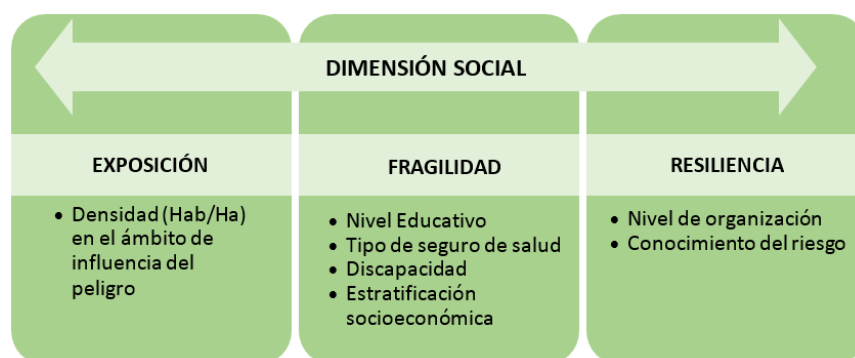 DIMENSIÓN SOCIAL
EXPOSICIÓN
• Densidad (Hab/Ha)
en el ámbito de
influencia del
peligro
FRAGILIDAD
• Nivel Educativo
• Tipo de seguro de salud
• Discapacidad
• Estratificación
socioeconómica
RESILIENCIA
• Nivel de organización
• Conocimiento del riesgo